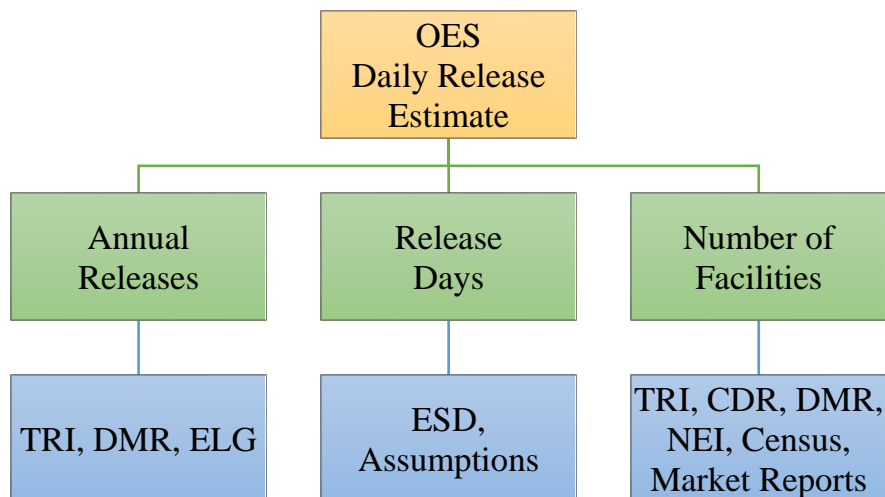 OES
Daily Release
Estimate
Annual
Releases
Release
Days
Number of
Facilities
TRI, DMR, ELG
ESD,
Assumptions
TRI, CDR, DMR,
NEI, Census,
Market Reports